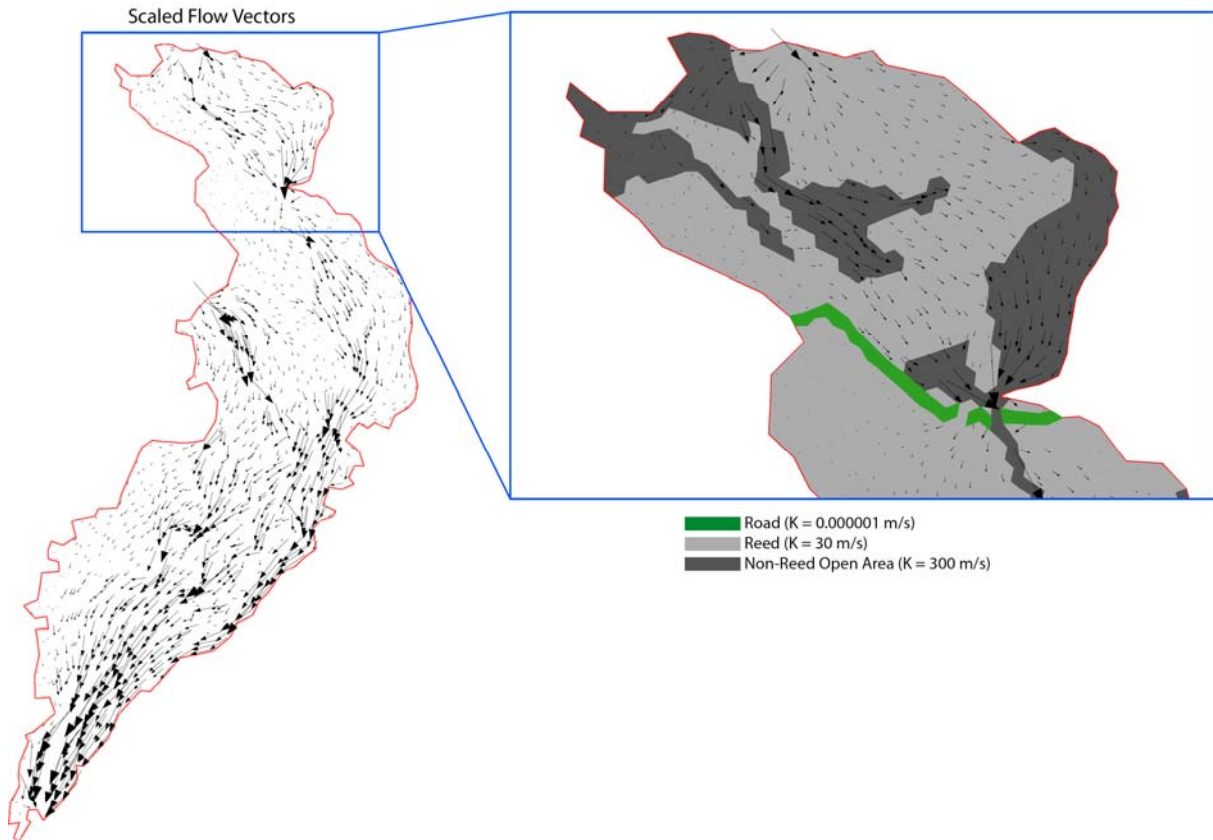 Scaled Flow Vectors
Road (K = 0.000001 m/s)
Reed (K = 30 m/s)
Non-Reed Open Area (K = 300 m/s)